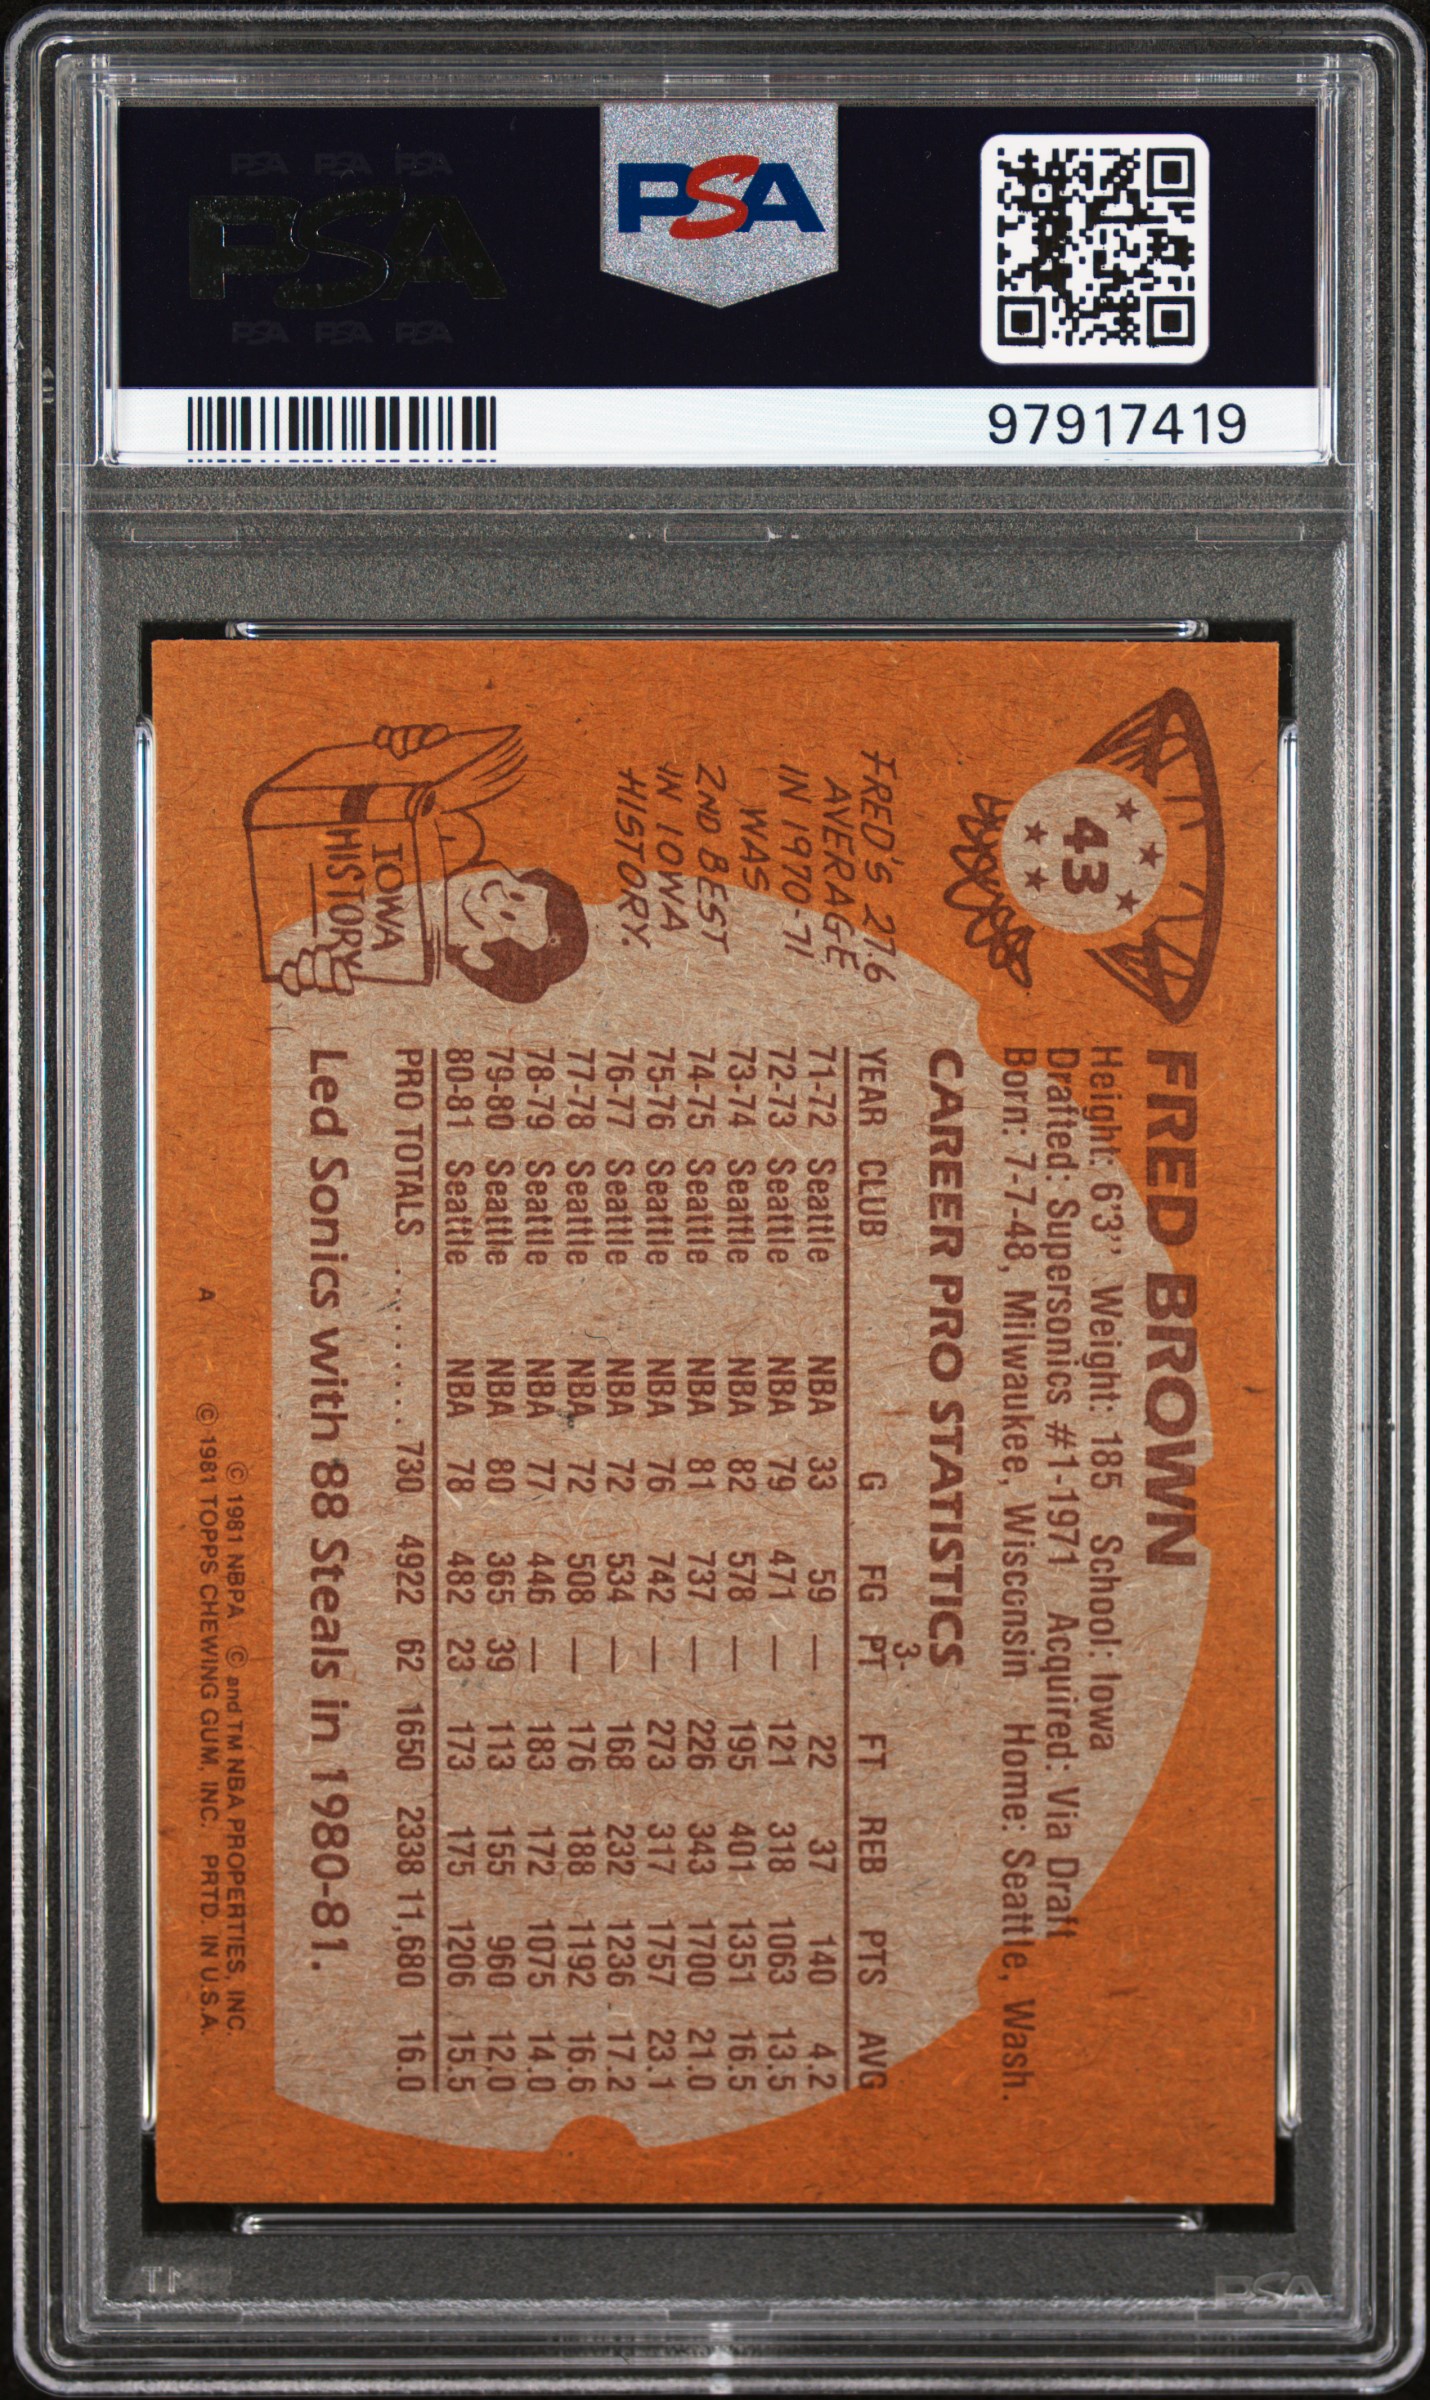 PSA PSA PSA
PSA
PSA PSA PSA
PSA
97917419
43
FRED BROWN
Height: 6'3" Weight: 185 School: Iowa
Drafted: Supersonics #1-1971 Acquired: Via Draft
Born: 7-7-48, Milwaukee, Wisconsin Home: Seattle, Wash.
CAREER PRO STATISTICS
YEAR CLUB G FG 3-PT FT REB PTS AVG
71-72 Seattle NBA 33 59 — 22 37 140 4.2
72-73 Seattle NBA 79 471 — 121 318 1063 13.5
73-74 Seattle NBA 82 578 — 195 401 1351 16.5
74-75 Seattle NBA 81 737 — 226 343 1700 21.0
75-76 Seattle NBA 76 742 — 273 317 1757 23.1
76-77 Seattle NBA 72 534 — 168 232 1236 17.2
77-78 Seattle NBA 72 508 — 176 188 1192 16.6
78-79 Seattle NBA 77 446 — 183 172 1075 14.0
79-80 Seattle NBA 80 365 39 113 155 960 12.0
80-81 Seattle NBA 78 482 23 173 175 1206 15.5
PRO TOTALS ......... 730 4922 62 1650 2338 11,680 16.0
Led Sonics with 88 Steals in 1980-81.
FRED'S 27.6
AVERAGE
IN 1970-71
WAS
2ND BEST
IN IOWA
HISTORY.
IOWA
HISTORY
© 1981 NBPA © and TM NBA PROPERTIES, INC.
A © 1981 TOPPS CHEWING GUM, INC. PRTD. IN U.S.A.
PSA